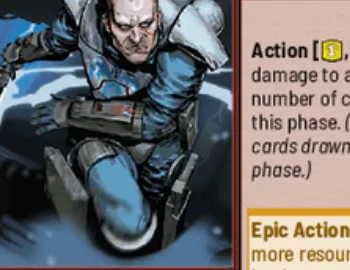 Action [1,
damage to a
number of c
this phase. (
cards drawn
phase.)
Epic Action
more resour